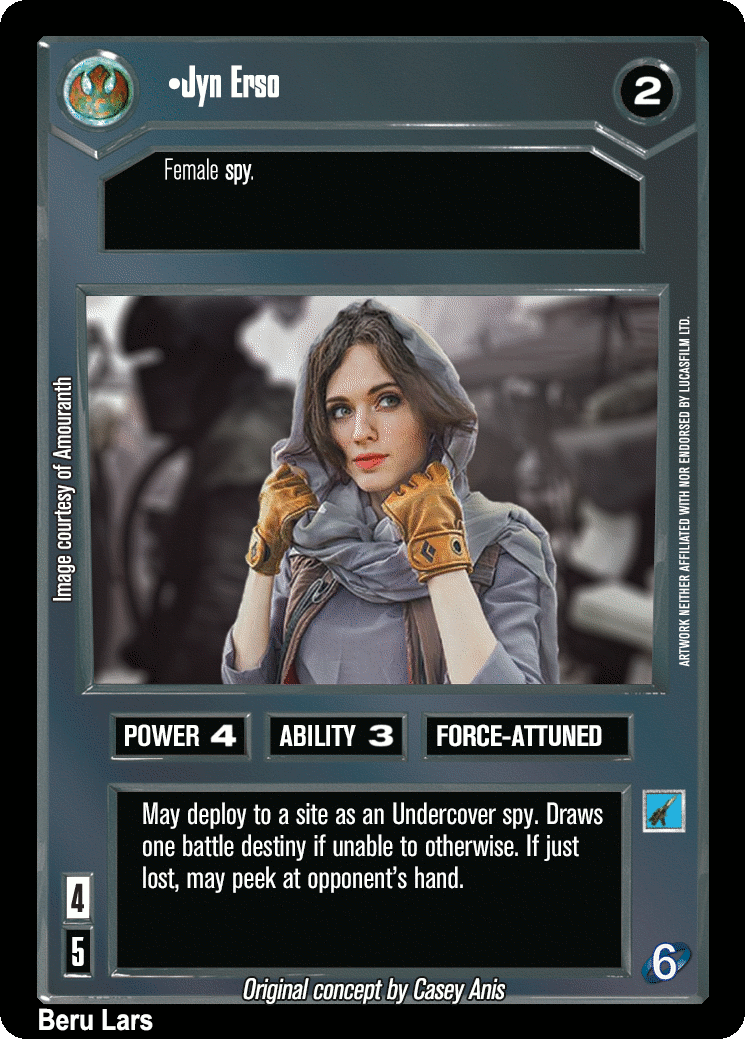 •Jyn Erso
2
Female spy.
Image courtesy of Amouranth
ARTWORK NEITHER AFFILIATED WITH NOR ENDORSED BY LUCASFILM LTD.
POWER 4
ABILITY 3
FORCE-ATTUNED
May deploy to a site as an Undercover spy. Draws
one battle destiny if unable to otherwise. If just
lost, may peek at opponent's hand.
4
5
6
Original concept by Casey Anis
Beru Lars